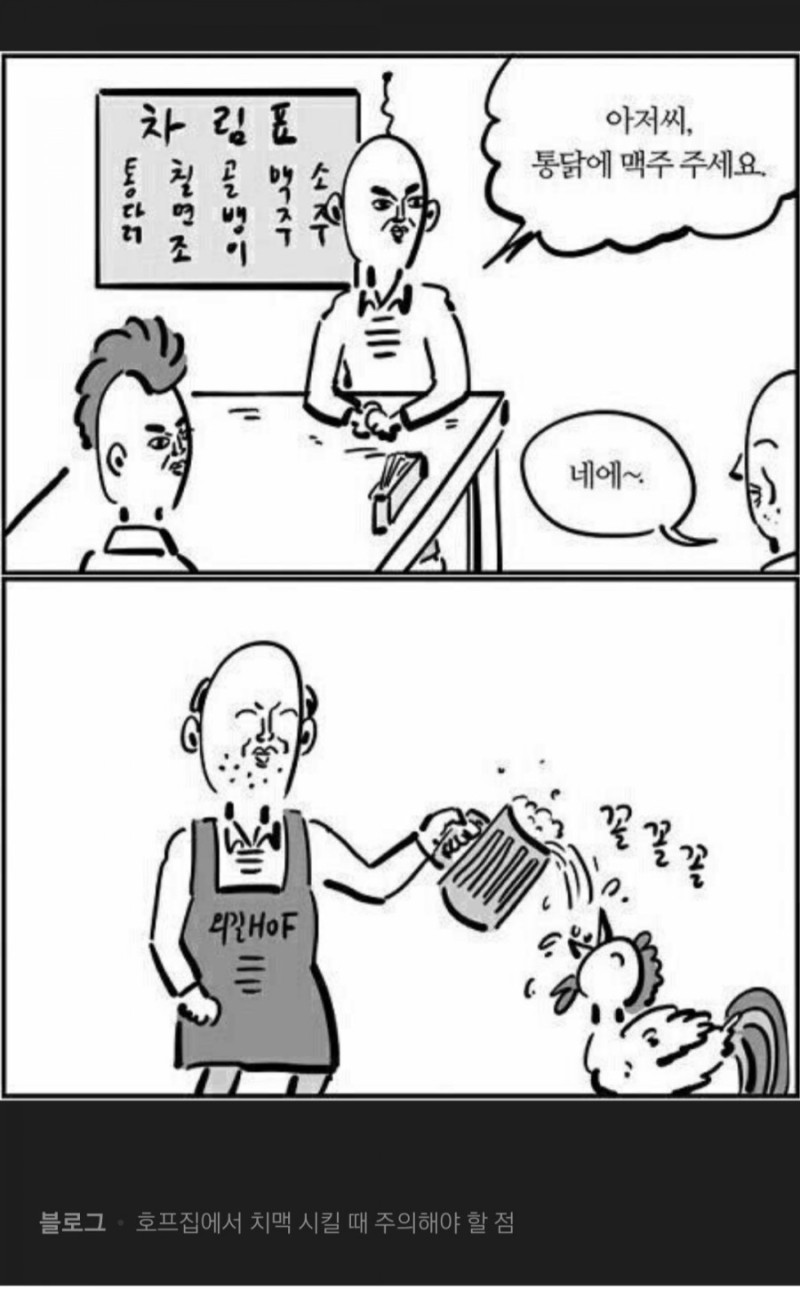 차림표
통닭
칠면조
골뱅이
맥주
소주
아저씨,
통닭에 맥주 주세요.
네에~.
외길HOF
꼴 꼴 꼴
블로그 • 호프집에서 치맥 시킬 때 주의해야 할 점